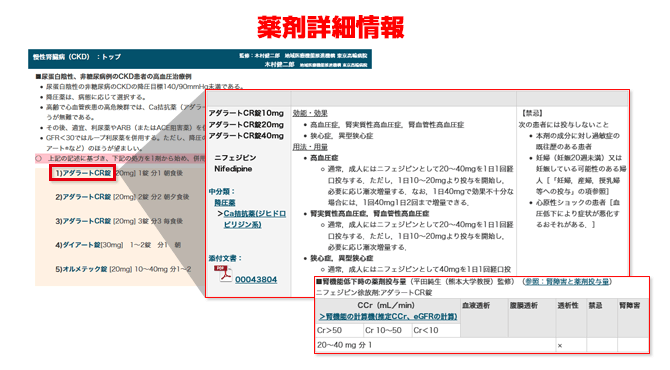 薬剤詳細情報
慢性腎臓病（CKD）：トップ
監修：木村健二郎 地域医療機能推進機構 東京高輪病院
木村健二郎 地域医療機能推進機構 東京高輪病院
■尿蛋白陰性、非糖尿病例のCKD患者の高血圧治療例
• 尿蛋白陰性の非糖尿病のCKDの降圧目標140/90mmHg未満である。
• 降圧薬は、病態に応じて選択する。
• 高齢で心血管疾患の高危険群では、Ca拮抗薬（アダラー
うが無難である。
• その後、適宜、利尿薬やARB（またはACE阻害薬）を
• GFR＜30ではループ利尿薬を併用する。ただし、降圧の
アート®など）のほうが望ましい。
上記の記述に基づき、下記の処方を1剤から始め、併用
1)アダラートCR錠 [20mg] 1錠 分1 朝食後
2)アダラートCR錠 [20mg] 2錠 分2 朝夕食後
3)アダラートCR錠 [20mg] 3錠 分3 毎食後
4)ダイアート錠[30mg] 1～2錠 分1 朝
5)オルメテック錠 [20mg] 10～40mg 分1～2
アダラートCR錠10mg
アダラートCR錠20mg
アダラートCR錠40mg
ニフェジピン
Nifedipine
中分類：
降圧薬
＞Ca拮抗薬(ジヒドロ
ピリジン系)
添付文書：
PDF
00043804
効能・効果
• 高血圧症，腎実質性高血圧症，腎血管性高血圧症
• 狭心症，異型狭心症
用法・用量
• 高血圧症
○ 通常，成人にはニフェジピンとして20～40mgを1日1回経
口投与する．ただし，1日10～20mgより投与を開始し，
必要に応じ漸次増量する．なお，1日40mgで効果不十分な
場合には，1回40mg1日2回まで増量できる．
• 腎実質性高血圧症，腎血管性高血圧症
○ 通常，成人にはニフェジピンとして20～40mgを1日1回経
口投与する．ただし，1日10～20mgより投与を開始し，
必要に応じ漸次増量する．
• 狭心症，異型狭心症
○ 通常，成人にはニフェジピンとして40mgを1日1回経口投
【禁忌】
次の患者には投与しないこと
• 本剤の成分に対し過敏症の
既往歴のある患者
• 妊婦（妊娠20週未満）又は
妊娠している可能性のある婦
人［『妊婦，産婦，授乳婦
等への投与』の項参照］
• 心原性ショックの患者［血
圧低下により症状が悪化す
るおそれがある．］
■腎機能低下時の薬剤投与量（平田純生（熊本大学教授）監修）（参照：腎障害と薬剤投与量）
ニフェジピン徐放剤:アダラートCR錠
CCr（mL／min）
＞腎機能の計算機(推定CCr、eGFRの計算)
血液透析 腹膜透析 透析性 禁忌 腎障害
Cr>50 Cr 10～50 Cr<10
20～40 mg 分 1 ×